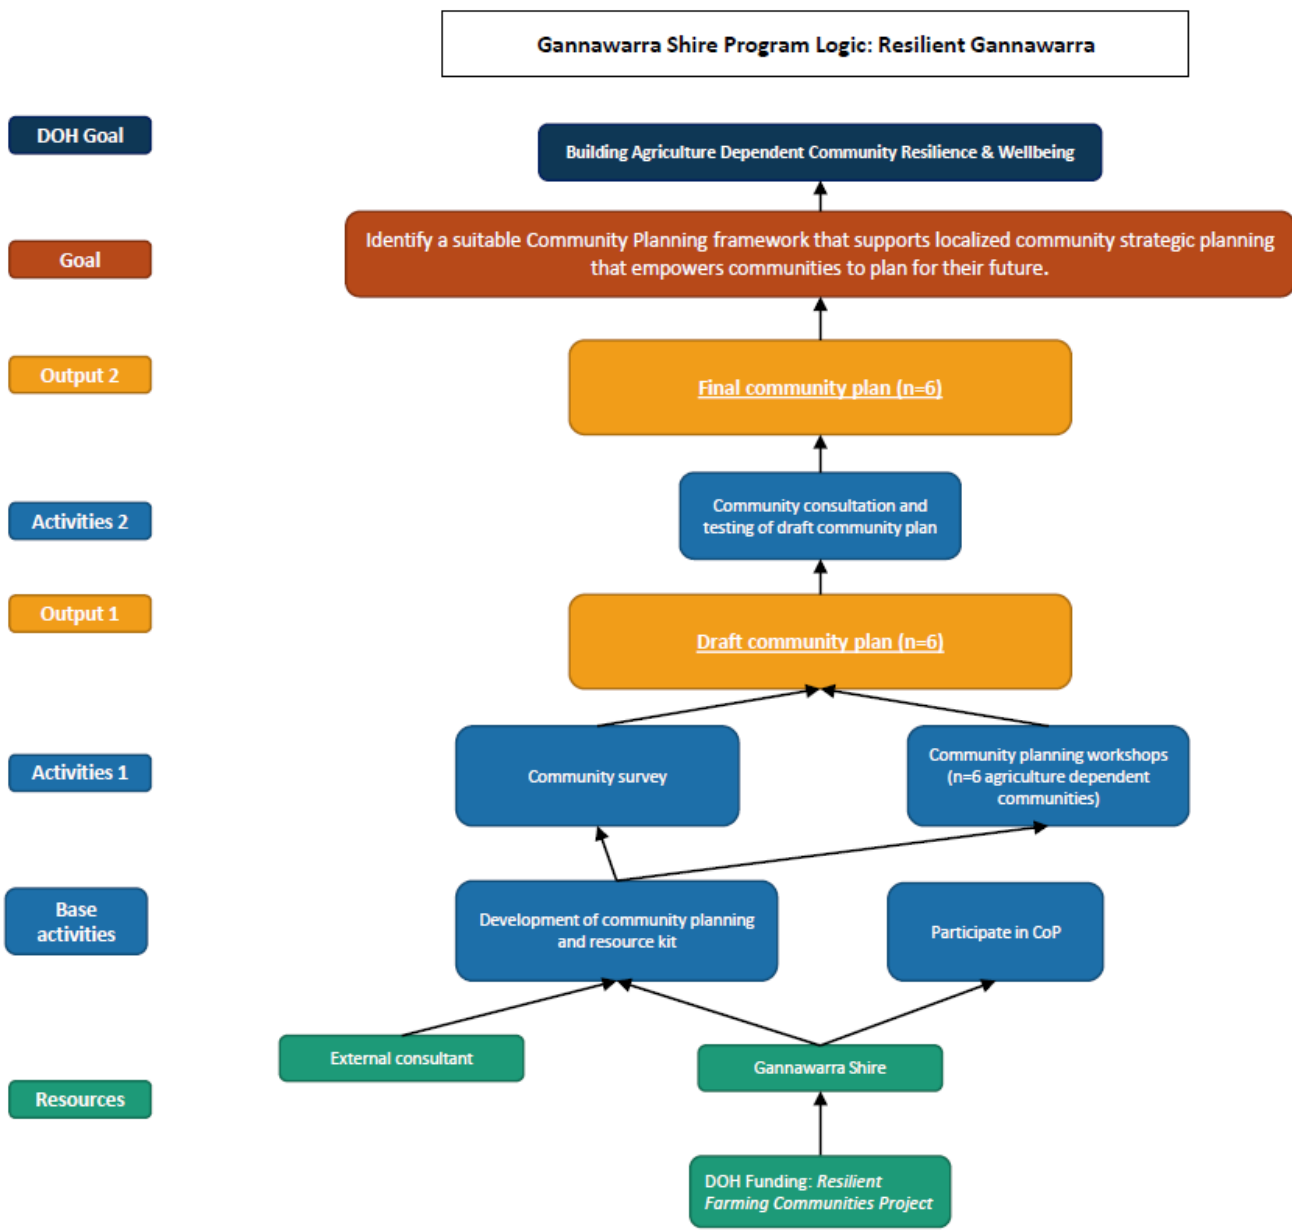 Gannawarra Shire Program Logic: Resilient Gannawarra
DOH Goal
Building Agriculture Dependent Community Resilience & Wellbeing
Goal
Identify a suitable Community Planning framework that supports localized community strategic planning
that empowers communities to plan for their future.
Output 2
Final community plan (n=6)
Activities 2
Community consultation and
testing of draft community plan
Output 1
Draft community plan (n=6)
Activities 1
Community survey
Community planning workshops
(n=6 agriculture dependent
communities)
Base
activities
Development of community planning
and resource kit
Participate in CoP
Resources
External consultant
Gannawarra Shire
DOH Funding: Resilient
Farming Communities Project